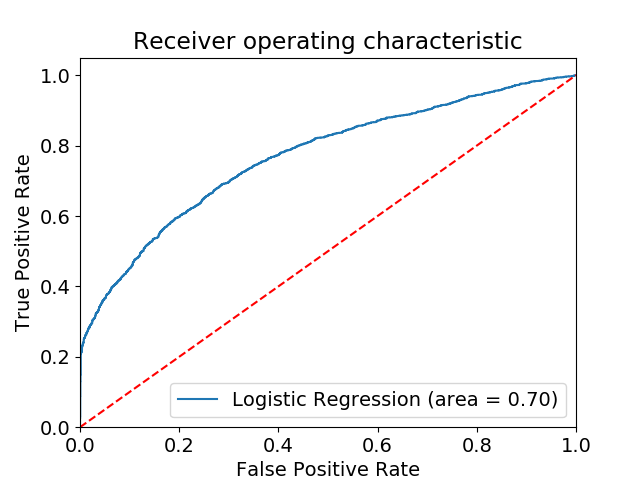 Receiver operating characteristic
1.0
0.8
0.6
0.4
0.2
0.0
True Positive Rate
Logistic Regression (area = 0.70)
0.0 0.2 0.4 0.6 0.8 1.0
False Positive Rate